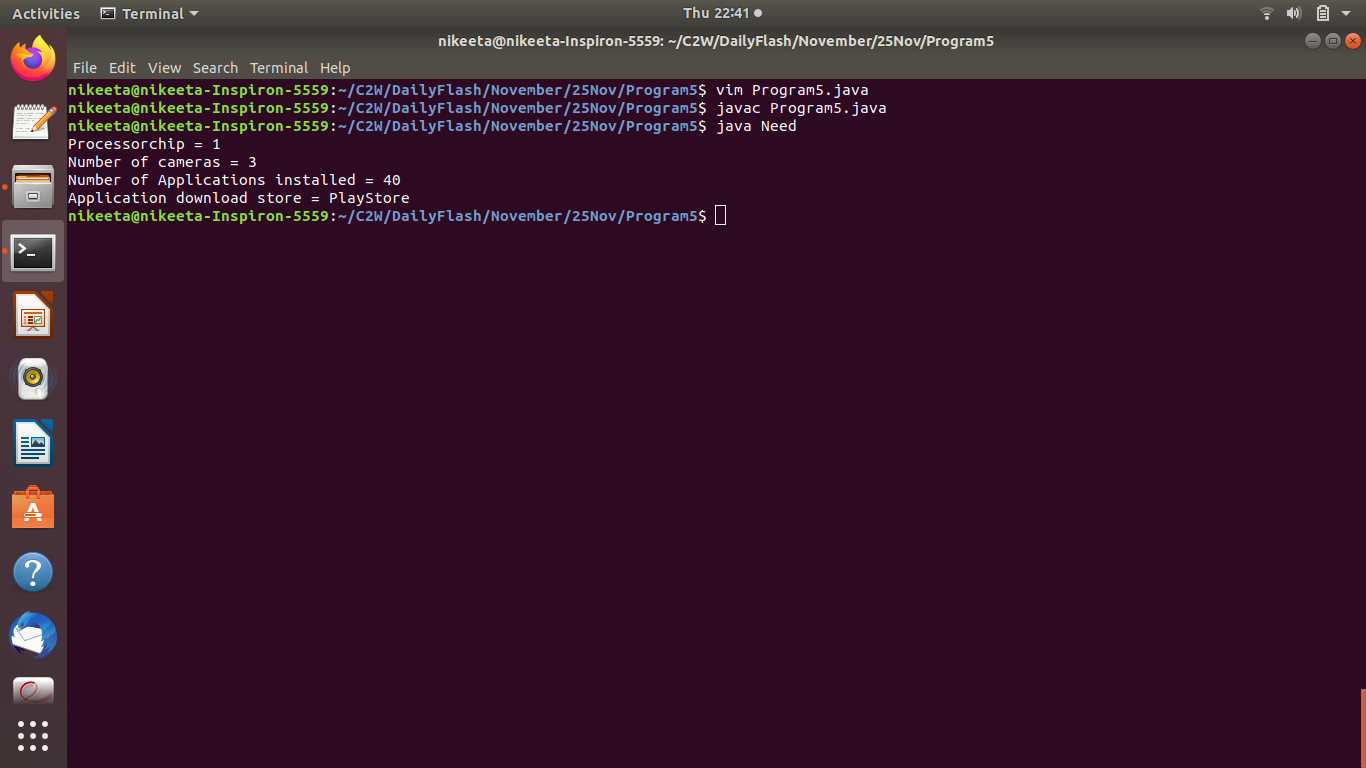 Activities Terminal Thu 22:41
nikeeta@nikeeta-Inspiron-5559: ~/C2W/DailyFlash/November/25Nov/Program5
File Edit View Search Terminal Help
nikeeta@nikeeta-Inspiron-5559:~/C2W/DailyFlash/November/25Nov/Program5$ vim Program5.java
nikeeta@nikeeta-Inspiron-5559:~/C2W/DailyFlash/November/25Nov/Program5$ javac Program5.java
nikeeta@nikeeta-Inspiron-5559:~/C2W/DailyFlash/November/25Nov/Program5$ java Need
Processorchip = 1
Number of cameras = 3
Number of Applications installed = 40
Application download store = PlayStore
nikeeta@nikeeta-Inspiron-5559:~/C2W/DailyFlash/November/25Nov/Program5$